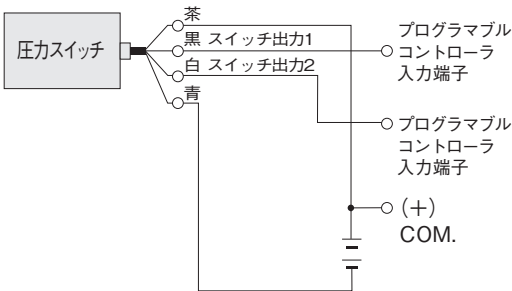 圧力スイッチ
茶
黒 スイッチ出力1
白 スイッチ出力2
青
プログラマブル
コントローラ
入力端子
プログラマブル
コントローラ
入力端子
(+)
COM.